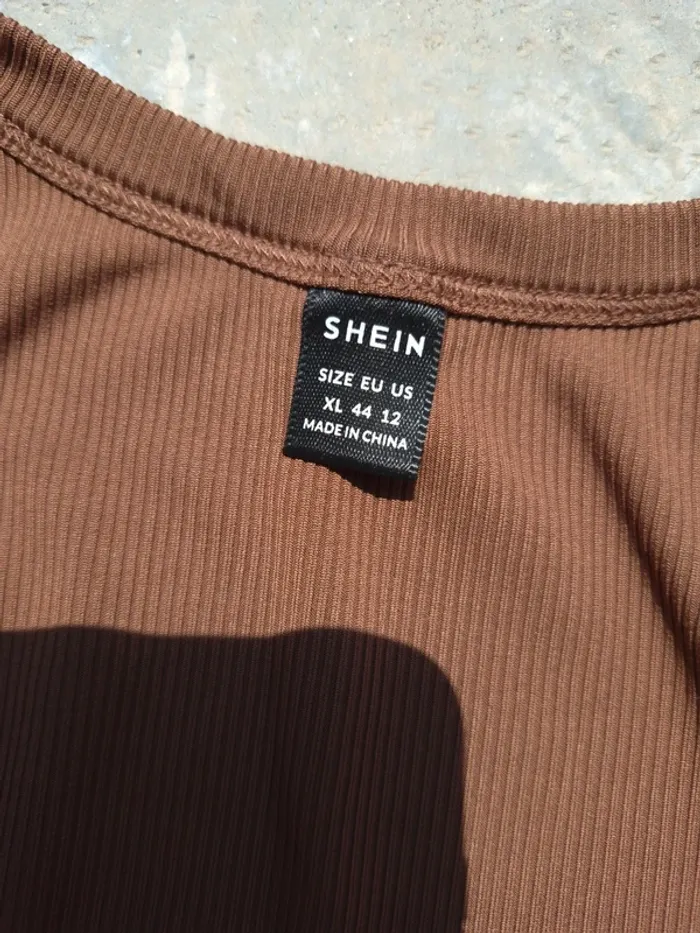 SHEIN
SIZE EU US
XL 44 12
MADE IN CHINA